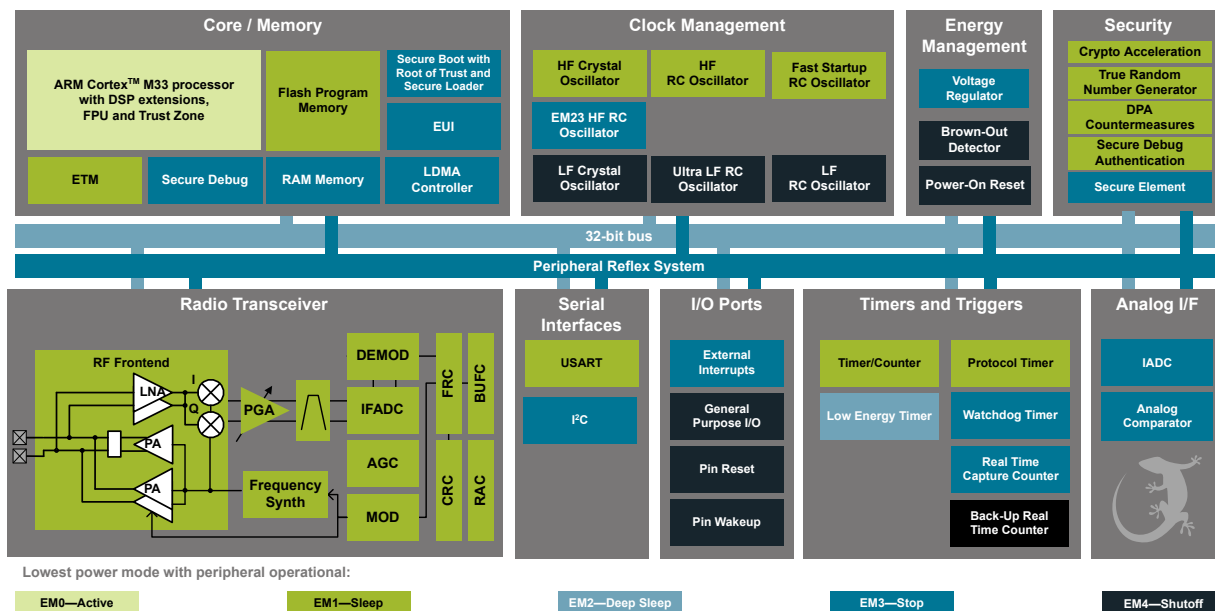 Core / Memory
ARM Cortex™ M33 processor
with DSP extensions,
FPU and Trust Zone
Flash Program
Memory
Secure Boot with
Root of Trust and
Secure Loader
EUI
ETM
Secure Debug
RAM Memory
LDMA
Controller
Clock Management
HF Crystal
Oscillator
HF
RC Oscillator
Fast Startup
RC Oscillator
EM23 HF RC
Oscillator
LF Crystal
Oscillator
Ultra LF RC
Oscillator
LF
RC Oscillator
Energy
Management
Voltage
Regulator
Brown-Out
Detector
Power-On Reset
Security
Crypto Acceleration
True Random
Number Generator
DPA
Countermeasures
Secure Debug
Authentication
Secure Element
32-bit bus
Peripheral Reflex System
Radio Transceiver
RF Frontend
LNA
I
Q
PA
PA
PGA
Frequency
Synth
DEMOD
IFADC
AGC
MOD
FRC
BUFC
CRC
RAC
Serial
Interfaces
USART
I²C
I/O Ports
External
Interrupts
General
Purpose I/O
Pin Reset
Pin Wakeup
Timers and Triggers
Timer/Counter
Protocol Timer
Low Energy Timer
Watchdog Timer
Real Time
Capture Counter
Back-Up Real
Time Counter
Analog I/F
IADC
Analog
Comparator
Lowest power mode with peripheral operational:
EM0—Active
EM1—Sleep
EM2—Deep Sleep
EM3—Stop
EM4—Shutoff